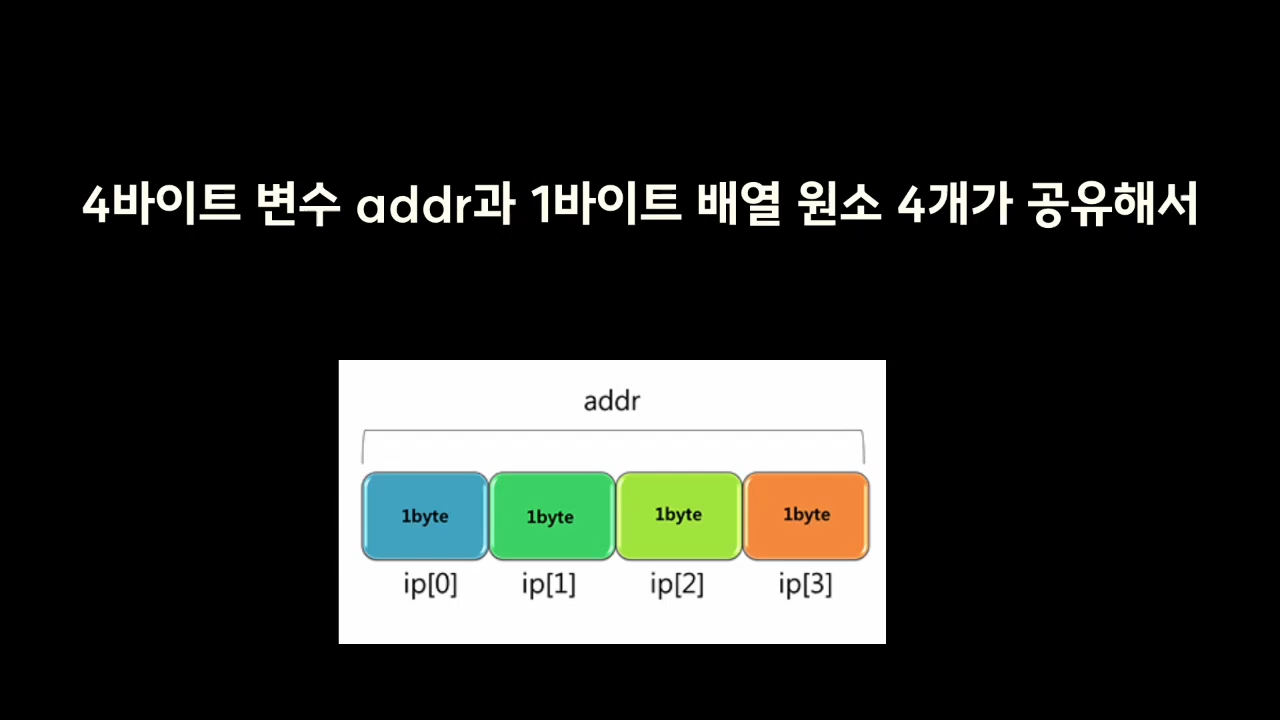 4바이트 변수 addr과 1바이트 배열 원소 4개가 공유해서
addr
1byte 1byte 1byte 1byte
ip[0] ip[1] ip[2] ip[3]